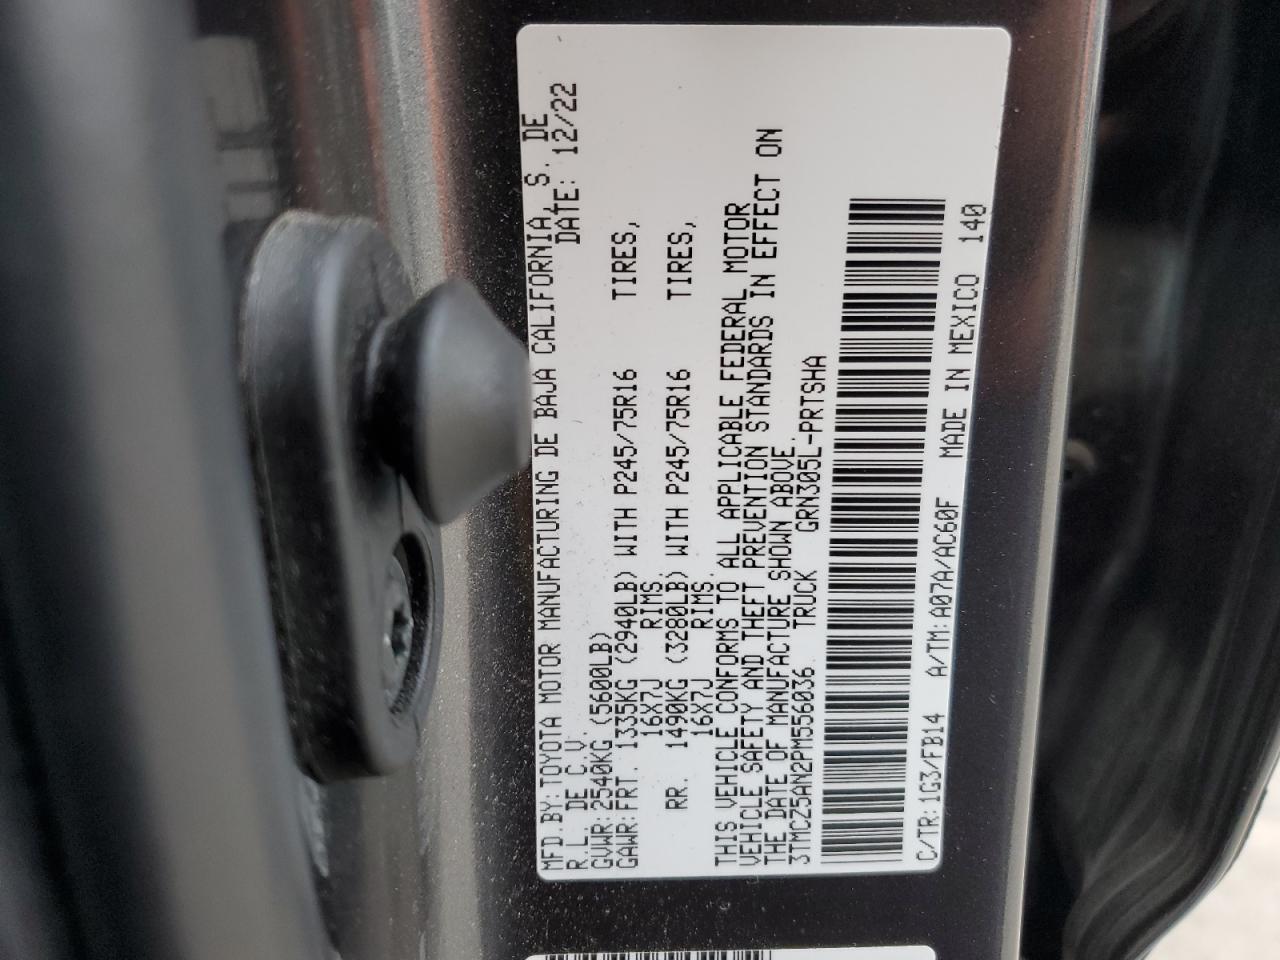 MFD.BY:TOYOTA MOTOR MANUFACTURING DE BAJA CALIFORNIA, S. DE
R. L. DE C.V. DATE: 12/22
GVWR:2540KG (5600LB)
GAWR:FRT. 1335KG (2940LB) WITH P245/75R16 TIRES,
16X7J RIMS.
RR. 1490KG (3280LB) WITH P245/75R16 TIRES,
16X7J RIMS.
THIS VEHICLE CONFORMS TO ALL APPLICABLE FEDERAL MOTOR
VEHICLE SAFETY AND THEFT PREVENTION STANDARDS IN EFFECT ON
THE DATE OF MANUFACTURE SHOWN ABOVE.
3TMCZ5AN2PM556036. TRUCK GRN305L-PRTSHA
C/TR:1G3/FB14 A/TM:A07A/AC60F MADE IN MEXICO 140